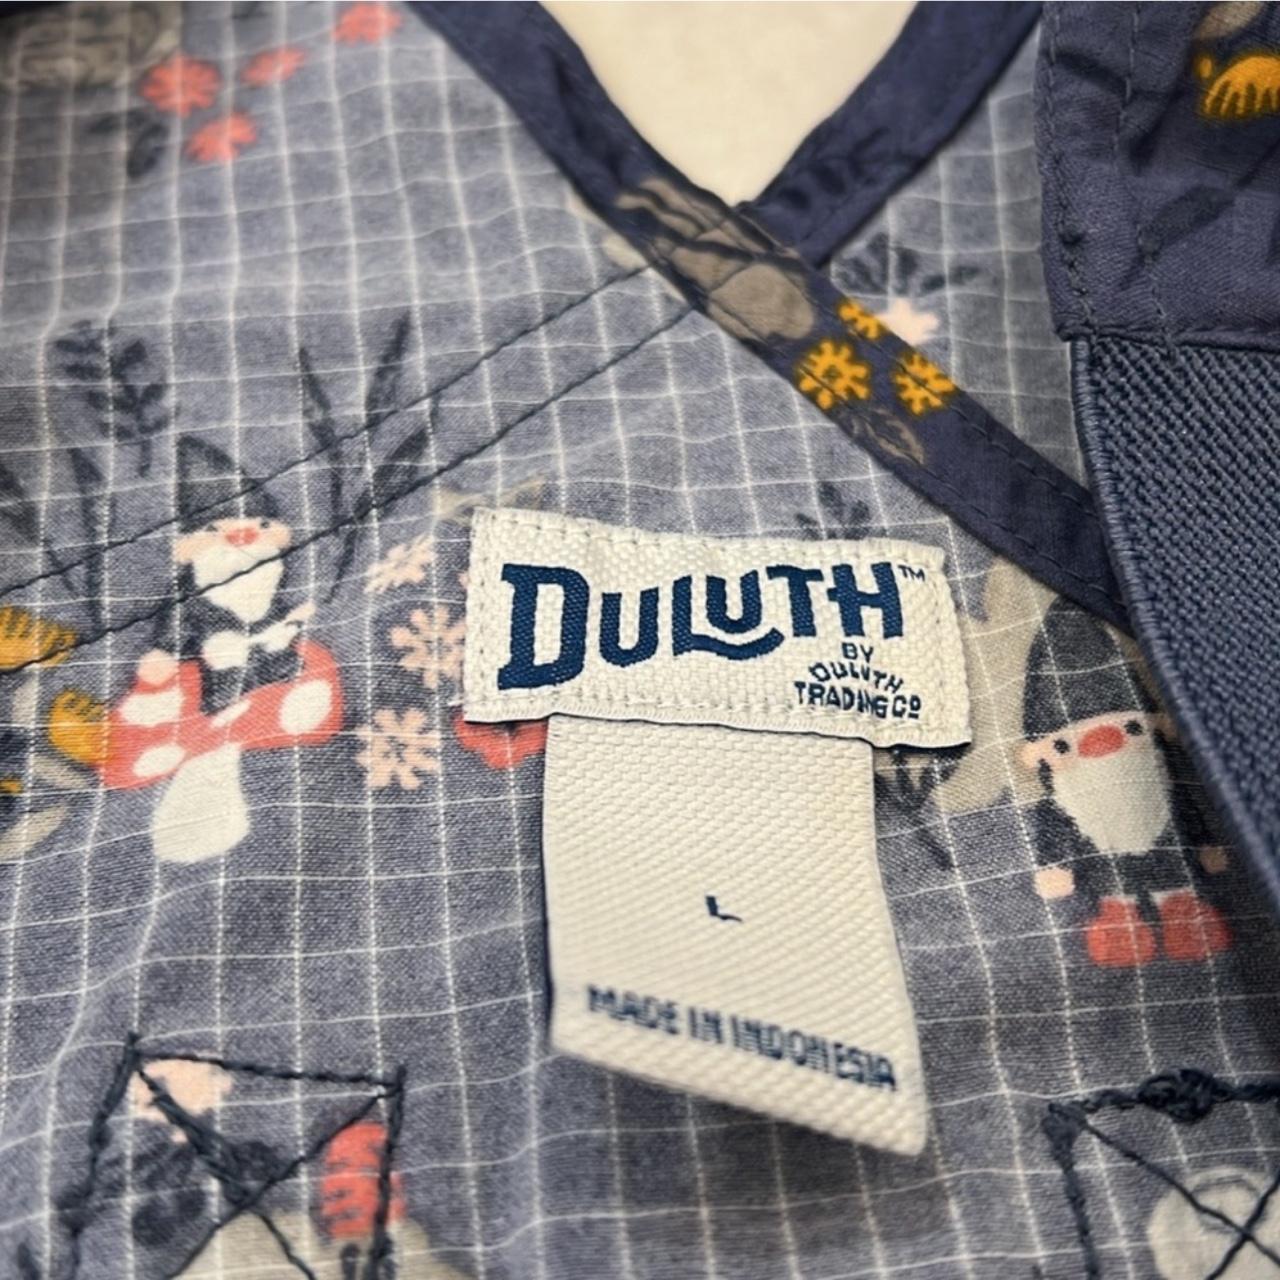 DULUTH™
BY
DULUTH
TRADING Cº
L
MADE IN INDONESIA